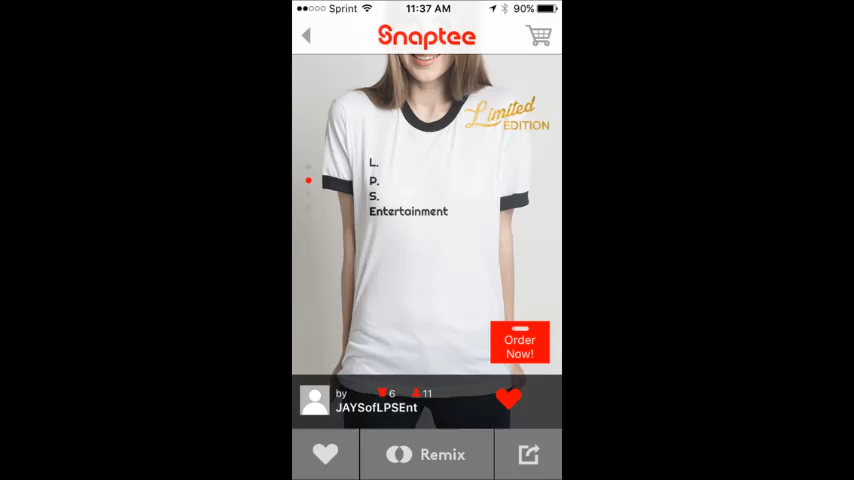 Sprint 11:37 AM 90%
Snaptee
Limited
EDITION
L.
P.
S.
Entertainment
Order
Now!
by 6 11
JAYSofLPSEnt
Remix